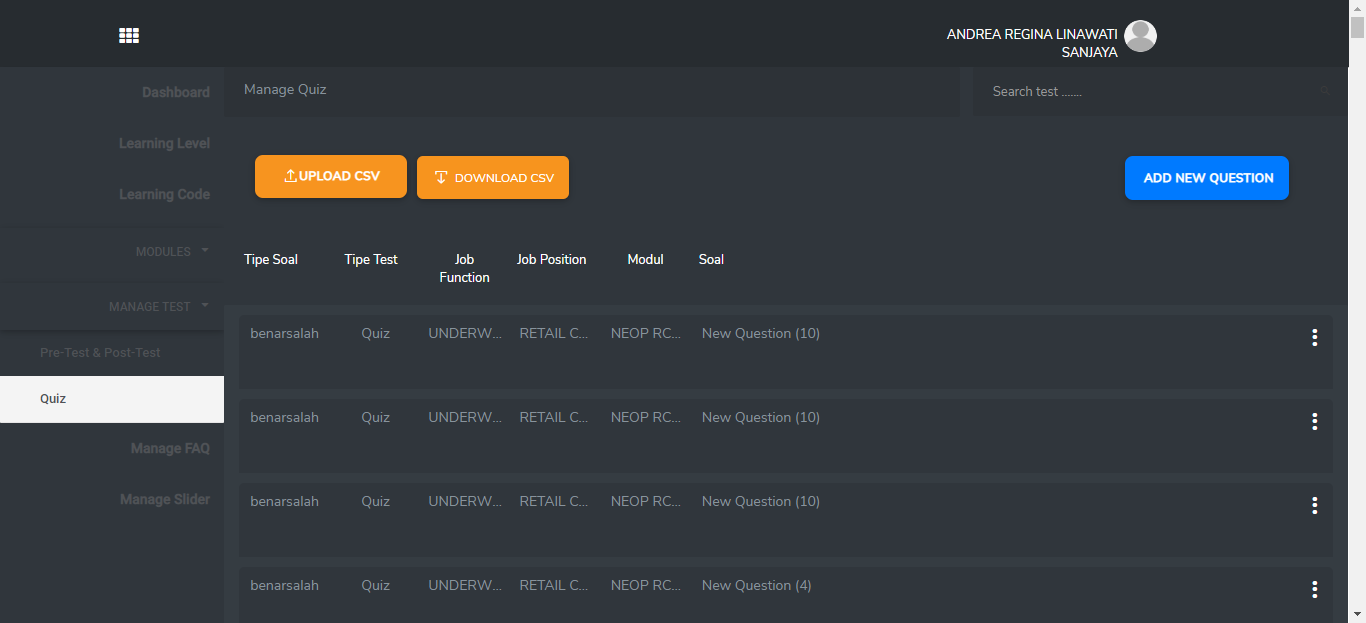 ANDREA REGINA LINAWATI
SANJAYA
Dashboard
Learning Level
Learning Code
MODULES
MANAGE TEST
Pre-Test & Post-Test
Quiz
Manage FAQ
Manage Slider
Manage Quiz
Search test .......
UPLOAD CSV
DOWNLOAD CSV
ADD NEW QUESTION
Tipe Soal Tipe Test Job Function Job Position Modul Soal
benarsalah Quiz UNDERW... RETAIL C... NEOP RC... New Question (10)
benarsalah Quiz UNDERW... RETAIL C... NEOP RC... New Question (10)
benarsalah Quiz UNDERW... RETAIL C... NEOP RC... New Question (10)
benarsalah Quiz UNDERW... RETAIL C... NEOP RC... New Question (4)